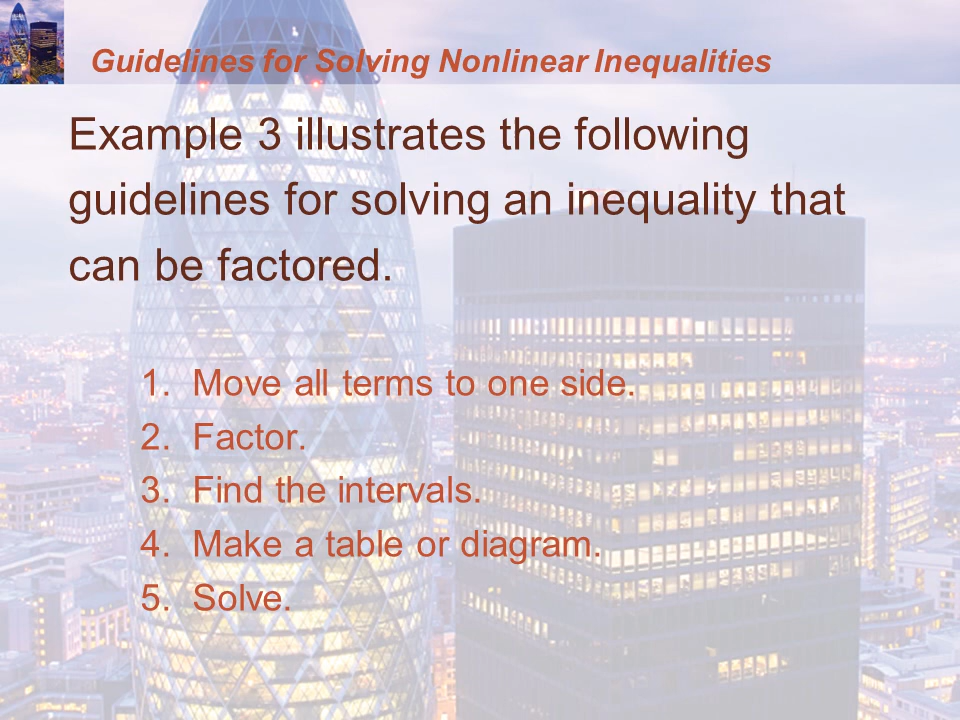 Guidelines for Solving Nonlinear Inequalities
Example 3 illustrates the following
guidelines for solving an inequality that
can be factored.
1. Move all terms to one side.
2. Factor.
3. Find the intervals.
4. Make a table or diagram.
5. Solve.